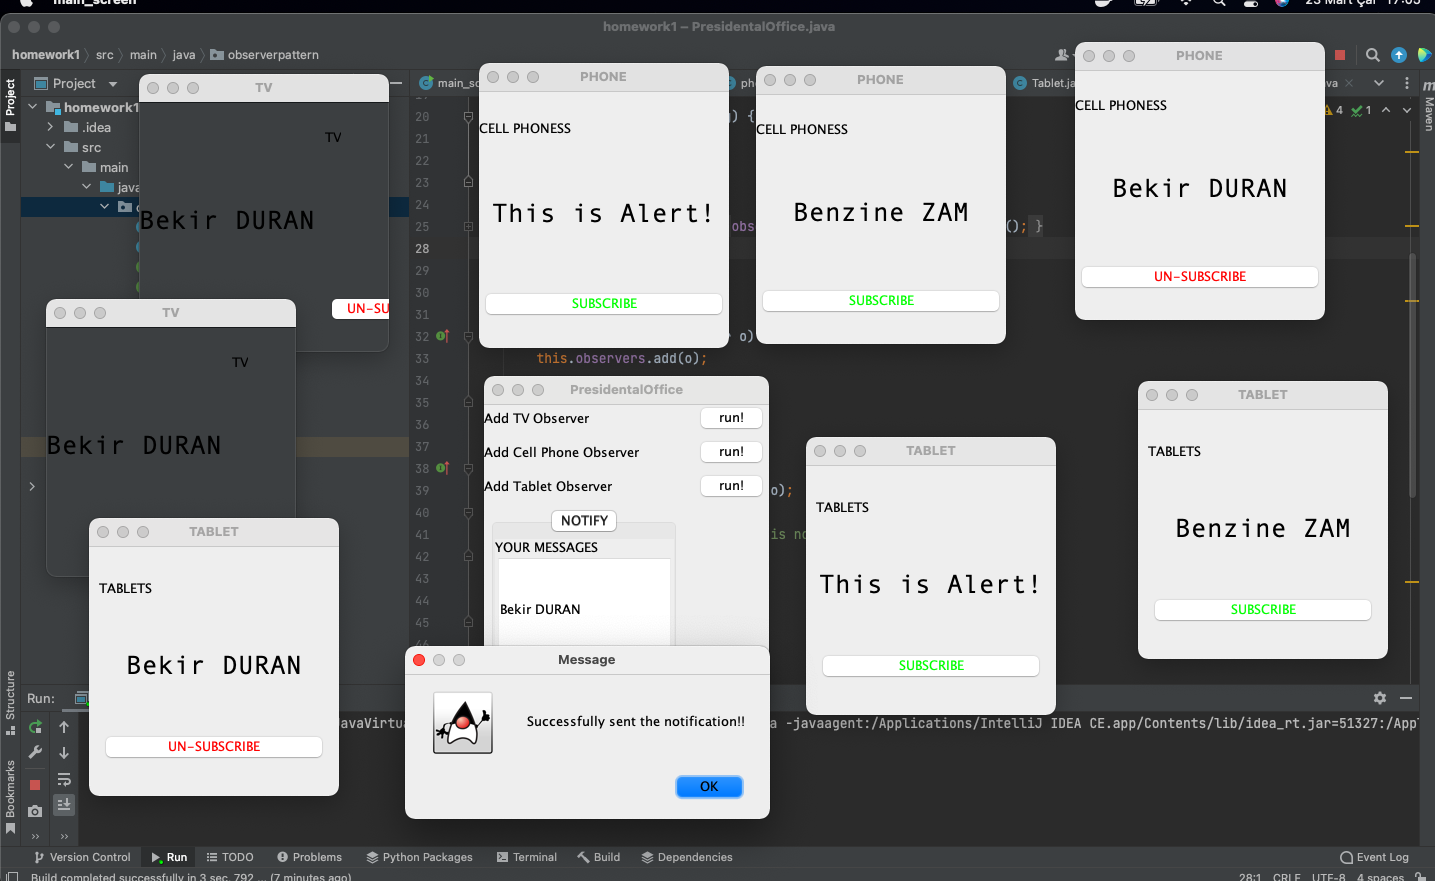 main_screen
23 Mart Çar 17:05
homework1 – PresidentalOffice.java
homework1 src main java observerpattern
Project
Project
homework1
.idea
src
main
java
main_sc
Tablet.java
4 1
Maven
TV
TV
Bekir DURAN
UN-SU
TV
TV
Bekir DURAN
TABLET
TABLETS
Bekir DURAN
UN-SUBSCRIBE
PHONE
CELL PHONESS
This is Alert!
SUBSCRIBE
PHONE
CELL PHONESS
Benzine ZAM
SUBSCRIBE
PHONE
CELL PHONESS
Bekir DURAN
UN-SUBSCRIBE
20
21
22
23
24
25
28
29
30
31
32
33 this.observers.add(o);
34
35
36
37
38
39 o);
40
41 is no
42
43
44
45
PresidentalOffice
Add TV Observer run!
Add Cell Phone Observer run!
Add Tablet Observer run!
NOTIFY
YOUR MESSAGES
Bekir DURAN
TABLET
TABLETS
This is Alert!
SUBSCRIBE
TABLET
TABLETS
Benzine ZAM
SUBSCRIBE
Message
Successfully sent the notification!!
OK
Structure
Bookmarks
Run:
JavaVirtu
a -javaagent:/Applications/IntelliJ IDEA CE.app/Contents/lib/idea_rt.jar=51327:/App
Version Control Run TODO Problems Python Packages Terminal Build Dependencies Event Log
Build completed successfully in 3 sec, 792 ... (7 minutes ago)
28:1 CRLF UTF-8 4 spaces